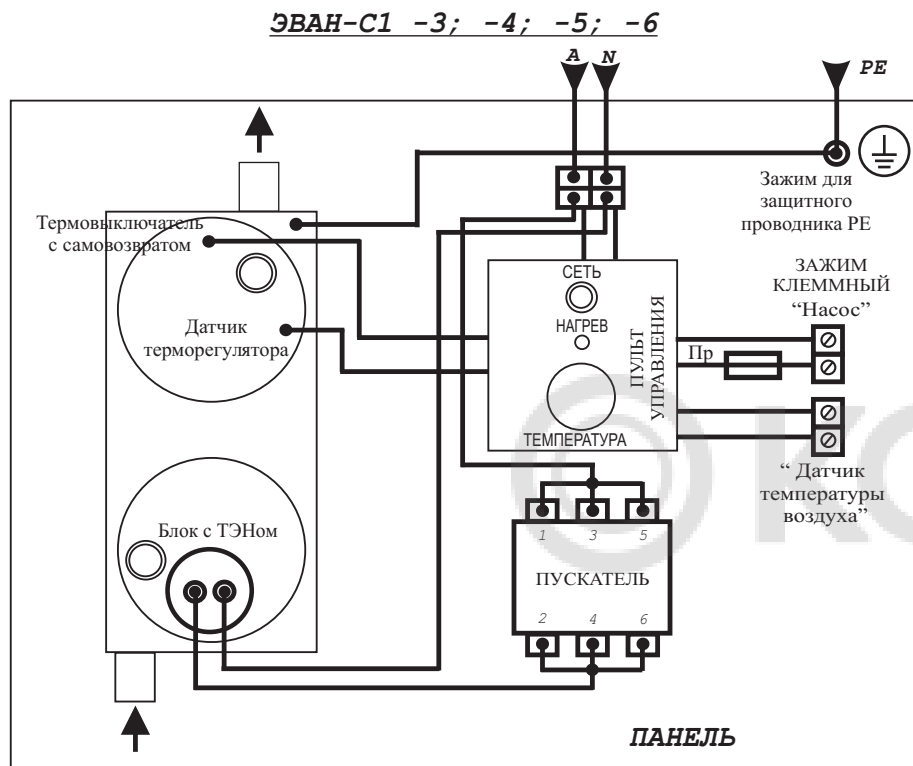 ЭВАН-С1 -3; -4; -5; -6
A N
PE
Зажим для
защитного
проводника РЕ
Термовыключатель
с самовозвратом
Датчик
терморегулятора
СЕТЬ
НАГРЕВ
ТЕМПЕРАТУРА
ПУЛЬТ
УПРАВЛЕНИЯ
ЗАЖИМ
КЛЕММНЫЙ
“Насос”
Пр
“ Датчик
температуры
воздуха”
Блок с ТЭНом
1 3 5
ПУСКАТЕЛЬ
2 4 6
ПАНЕЛЬ